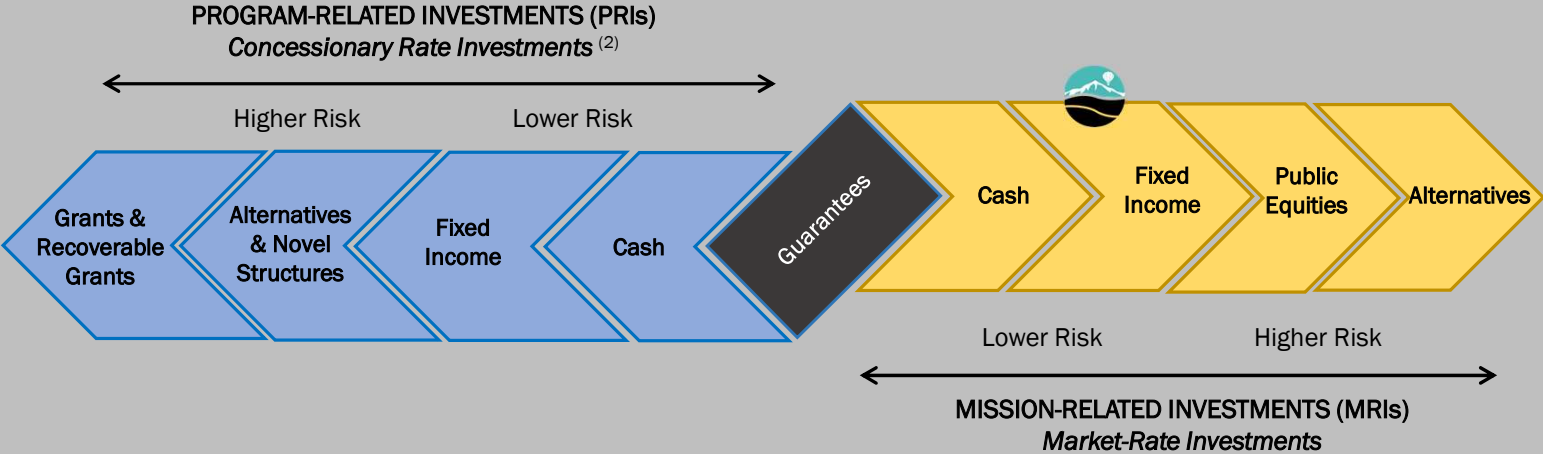 PROGRAM-RELATED INVESTMENTS (PRIs)
Concessionary Rate Investments (2)
Higher Risk
Lower Risk
Grants &
Recoverable
Grants
Alternatives
& Novel
Structures
Fixed
Income
Cash
Guarantees
Cash
Fixed
Income
Public
Equities
Alternatives
Lower Risk
Higher Risk
MISSION-RELATED INVESTMENTS (MRIs)
Market-Rate Investments